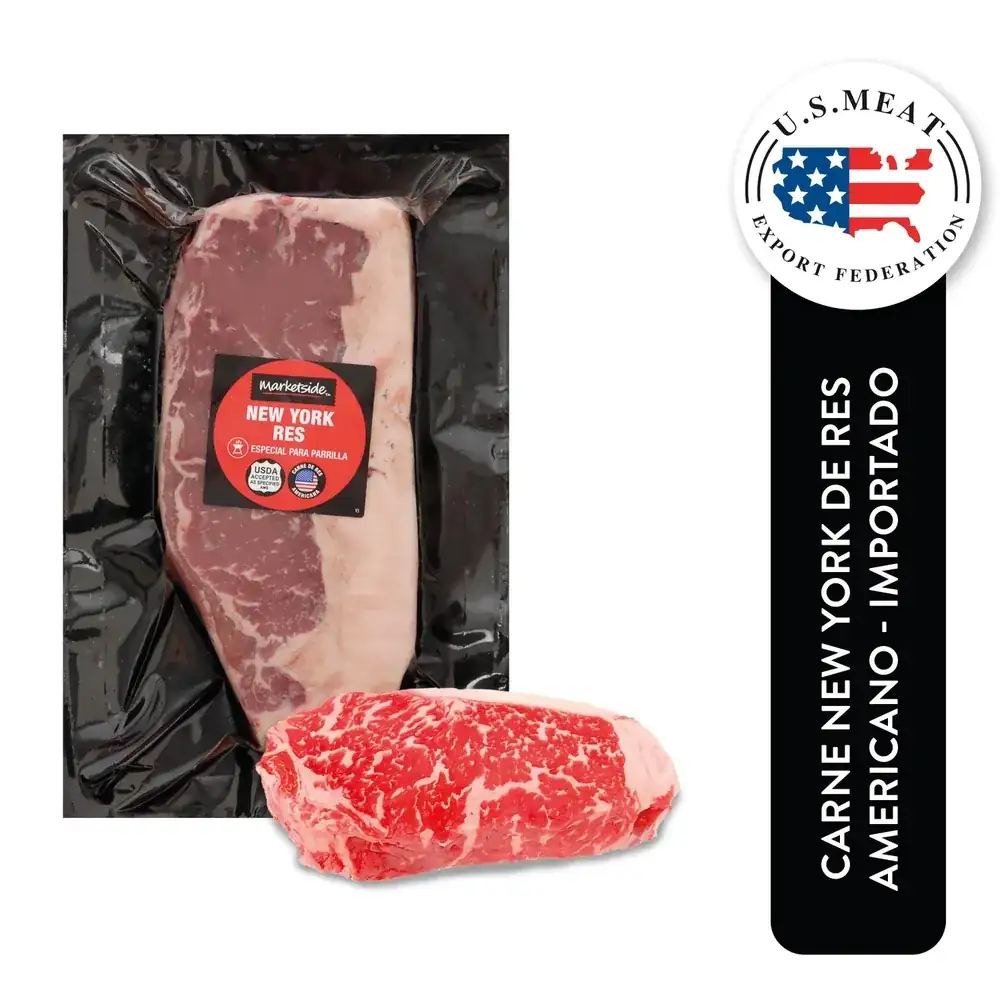 Marketside
NEW YORK
RES
ESPECIAL PARA PARRILLA
USDA
ACCEPTED
AS SPECIFIED
AMS
CARNE DE RES
AMERICANA
U.S.MEAT
EXPORT FEDERATION
CARNE NEW YORK DE RES
AMERICANO - IMPORTADO